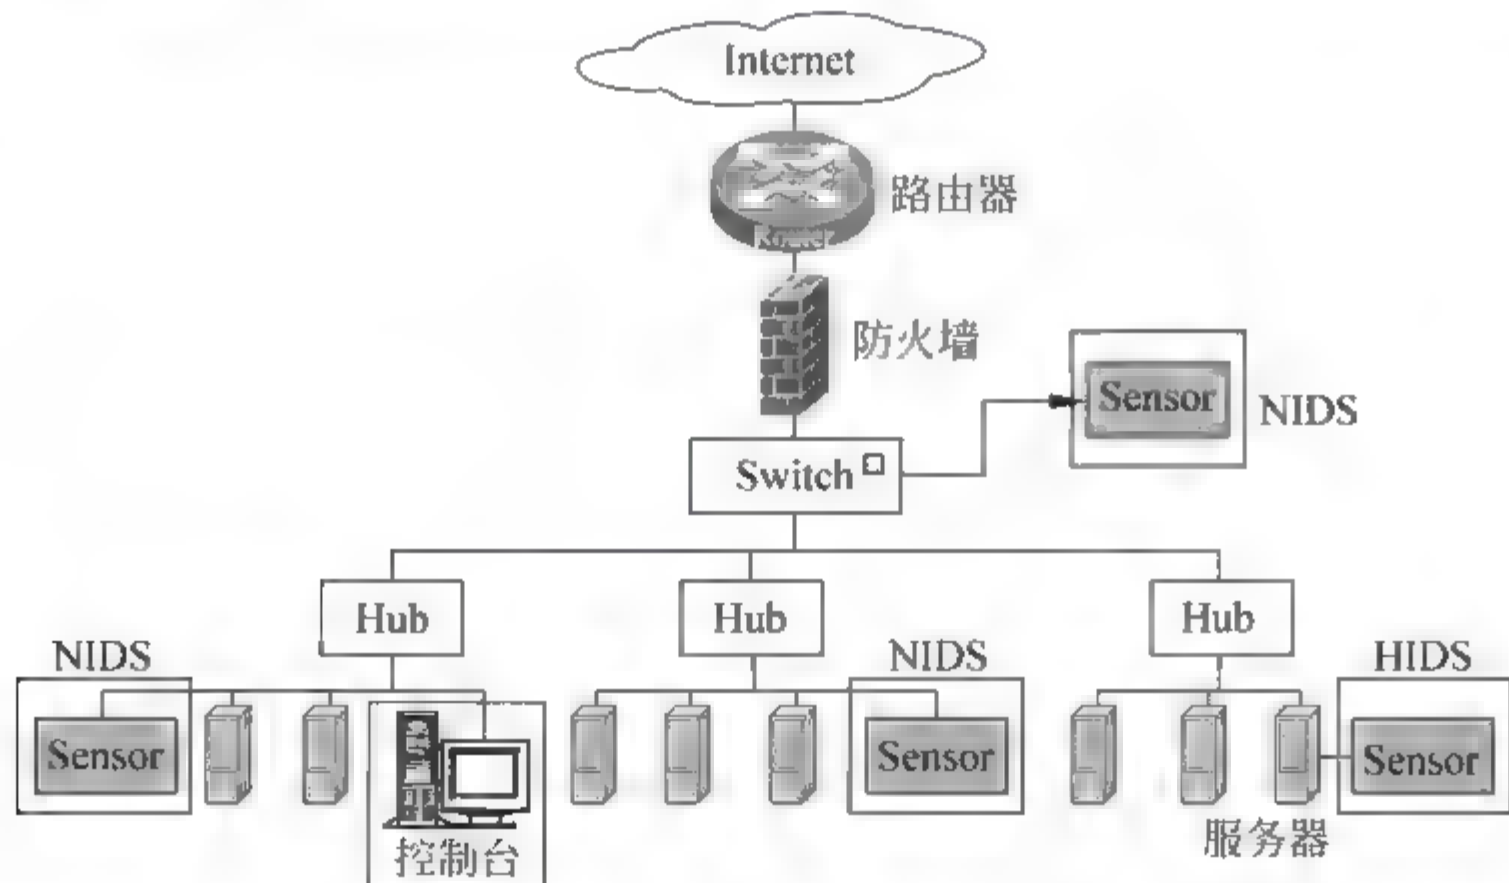 Internet
路由器
Router
防火墙
Sensor
NIDS
Switch
Hub
Hub
Hub
NIDS
NIDS
HIDS
Sensor
Sensor
Sensor
控制台
服务器